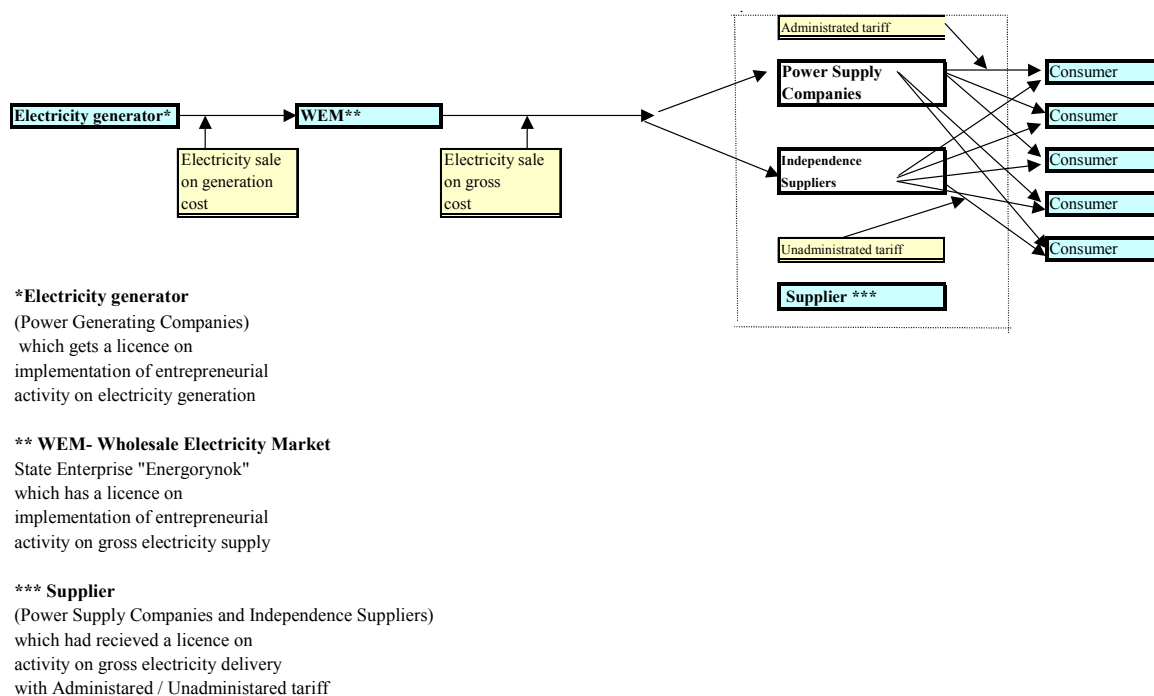 Administrated tariff
Power Supply
Companies
Consumer
Electricity generator*
WEM**
Consumer
Electricity sale
on generation
cost
Electricity sale
on gross
cost
Independence
Suppliers
Consumer
Consumer
Unadministrated tariff
Consumer
Supplier ***
*Electricity generator
(Power Generating Companies)
which gets a licence on
implementation of entrepreneurial
activity on electricity generation
** WEM- Wholesale Electricity Market
State Enterprise "Energorynok"
which has a licence on
implementation of entrepreneurial
activity on gross electricity supply
*** Supplier
(Power Supply Companies and Independence Suppliers)
which had recieved a licence on
activity on gross electricity delivery
with Administared / Unadministared tariff